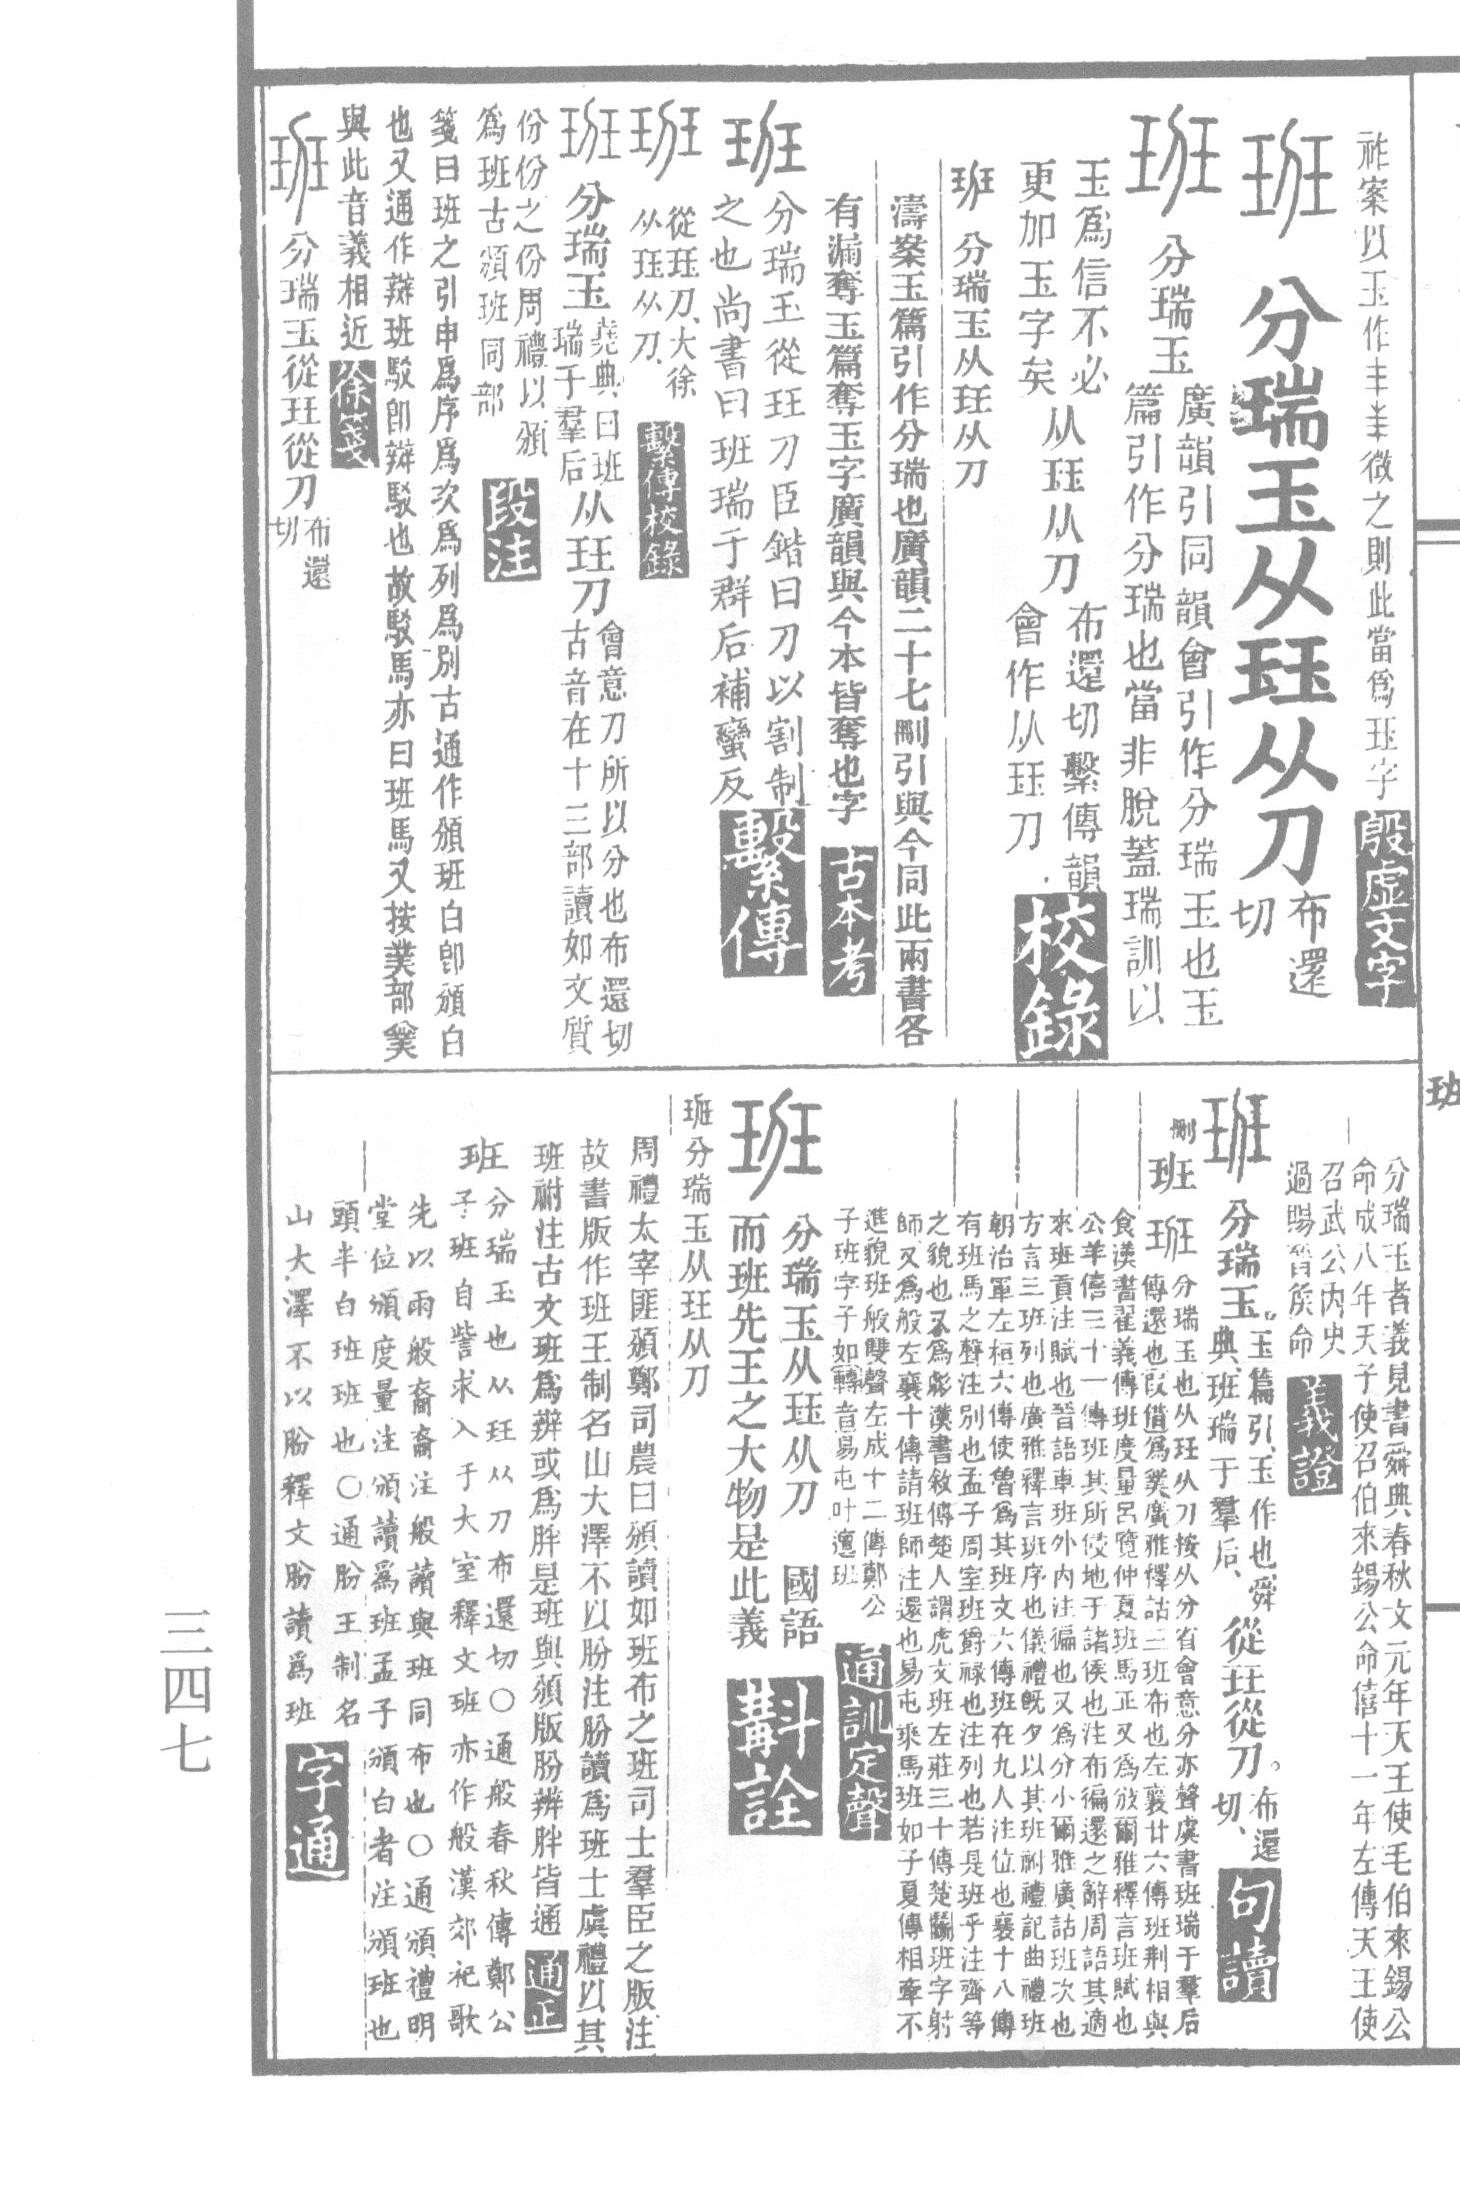 祚案以玉作丰𰀁徵之則此當爲珏字
殷虛文字
班
分瑞玉从珏从刀
布還
切
班
分瑞玉
廣韻引同韻會引作分瑞玉也玉
篇引作分瑞也當非脫蓋瑞訓以
玉爲信不必
更加玉字矣
从珏从刀
布還切繫傳韻
會作从珏刀
校錄
班
分瑞玉从珏从刀
濤案玉篇引作分瑞也廣韻二十七刪引與今同此兩書各
有漏奪玉篇奪玉字廣韻與今本皆奪也字
古本考
班
分瑞玉從珏刀臣鍇曰刀以割制
之也尚書曰班瑞于群后補蠻反
繫傳
班
從珏刀大徐
从珏从刀
繫傳校錄
班
分瑞玉
堯典曰班
瑞于羣后
从珏刀
會意刀所以分也布還切
古音在十三部讀如文質
份份之份周禮以頒
爲班古頒班同部
段注
箋曰班之引申爲序爲次爲列爲別古通作頒班白卽頒白
也又通作辬班駁卽辬駁也故駁馬亦曰班馬又按菐部䑑
與此音義相近
徐箋
班
分瑞玉從珏從刀
布還
切
班
分瑞玉者義見書舜典春秋文元年天王使毛伯來錫公
命成八年天子使召伯來錫公命僖十一年左傳天王使
召武公內史
過賜晉侯命
義證
班
分瑞玉
玉篇引玉作也舜
典班瑞于羣后
從珏從刀
布還
切
句讀
刪
班
班
分瑞玉也从珏从刀按从分省會意分亦聲虞書班瑞于羣后
傳還也叚借爲䑑廣雅釋詁三班布也左襄廿六傳班荆相與
食漢書翟義傳班度量呂覽仲夏班馬正又爲攽爾雅釋言班賦也
公羊僖三十一傳班其所侵地于諸侯也注布徧還之辭周語其適
來班貢注賦也晉語車班外內注徧也又爲分小爾雅廣詁班次也
方言三班列也廣雅釋言班序也儀禮旣夕以其班祔禮記曲禮班
朝治軍左桓六傳使魯爲其班文六傳班在九人注位也襄十八傳
有班馬之聲注別也孟子周室班爵祿也注列也若是班乎注齊等
之貌也又爲彪漢書敘傳楚人謂虎文班左莊三十傳楚鬭班字射
師又爲般左襄十傳請班師注還也易屯乘馬班如子夏傳相牽不
進貌班般雙聲左成十二傳鄭公
子班字子如轉音易屯叶邅班
通訓定聲
班
分瑞玉从珏从刀　國語
而班先王之大物是此義
斠詮
班
分瑞玉从珏从刀
周禮太宰匪頒鄭司農曰頒讀如班布之班司士羣臣之版注
故書版作班王制名山大澤不以朌注朌讀爲班士虞禮以其
班祔注古文班爲辨或爲胖是班與頒版朌辨胖皆通
通正
班
分瑞玉也从珏从刀布還切○通般春秋傳鄭公
子班自訾求入于大室釋文班亦作般漢郊祀歌
先以雨般裔裔注般讀與班同布也○通頒禮明
堂位頒度量注頒讀爲班孟子頒白者注頒班也
頭半白班班也○通朌王制名
山大澤不以朌釋文朌讀爲班
字通
班
三四七